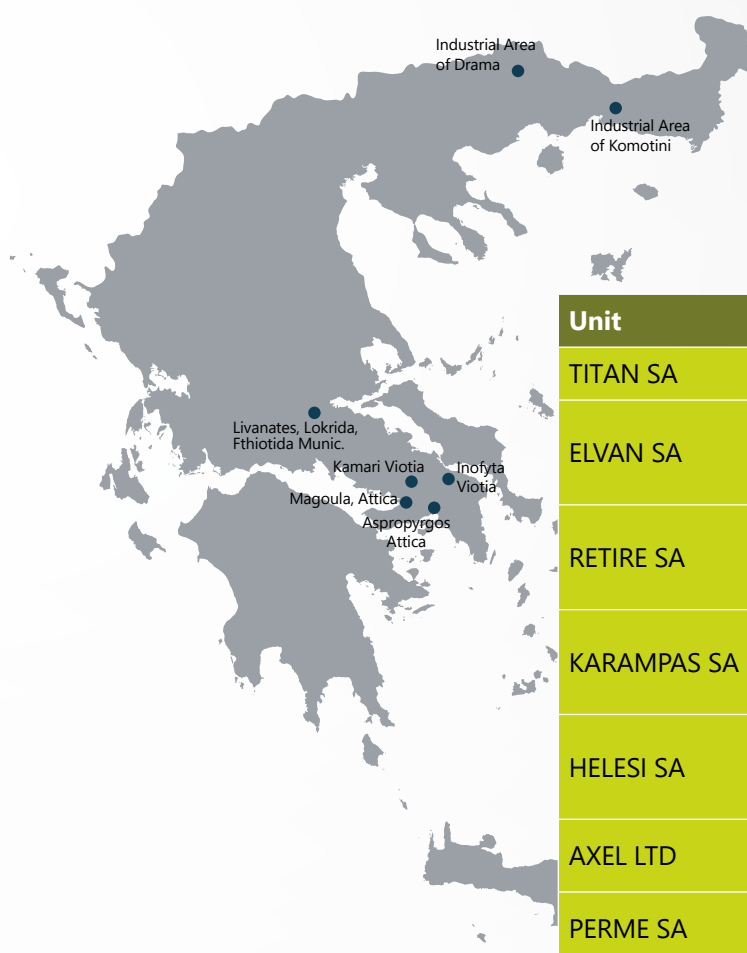 Industrial Area
of Drama
Industrial Area
of Komotini
Livanates, Lokrida,
Fthiotida Munic.
Kamari Viotia
Inofyta
Viotia
Magoula, Attica
Aspropyrgos
Attica
Unit
TITAN SA
ELVAN SA
RETIRE SA
KARAMPAS SA
HELESI SA
AXEL LTD
PERME SA